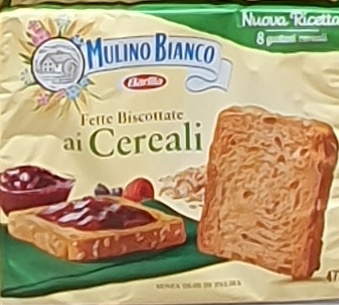 Nuova Ricetta
8 gustosi cereali
MULINO BIANCO
Barilla
Fette Biscottate
ai Cereali
SENZA OLIO DI PALMA